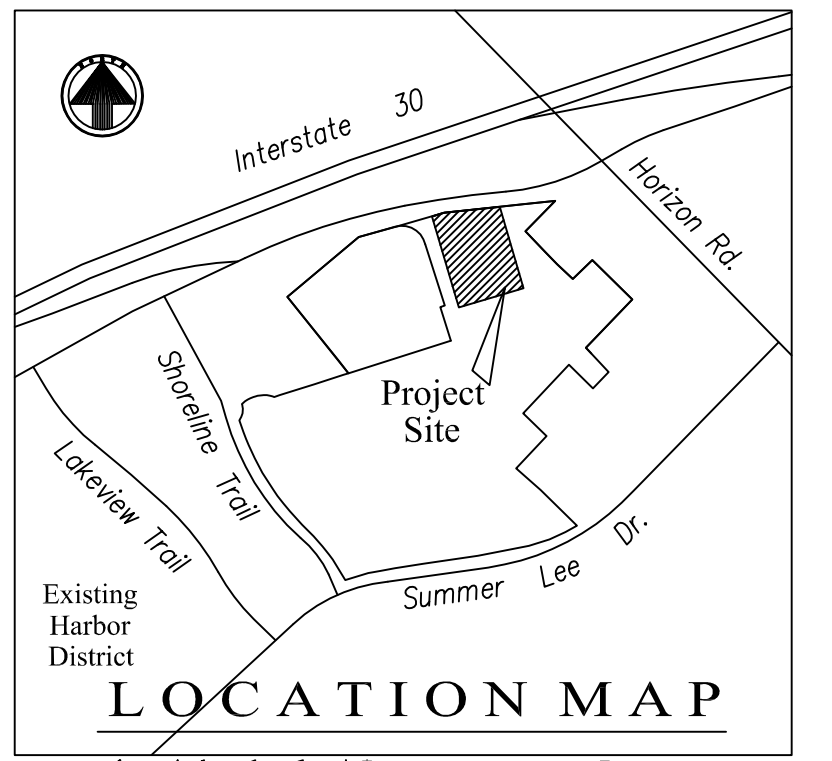 Interstate 30
Horizon Rd.
Shoreline Trail
Project
Site
Lakeview Trail
Summer Lee Dr.
Existing
Harbor
District
LOCATION MAP